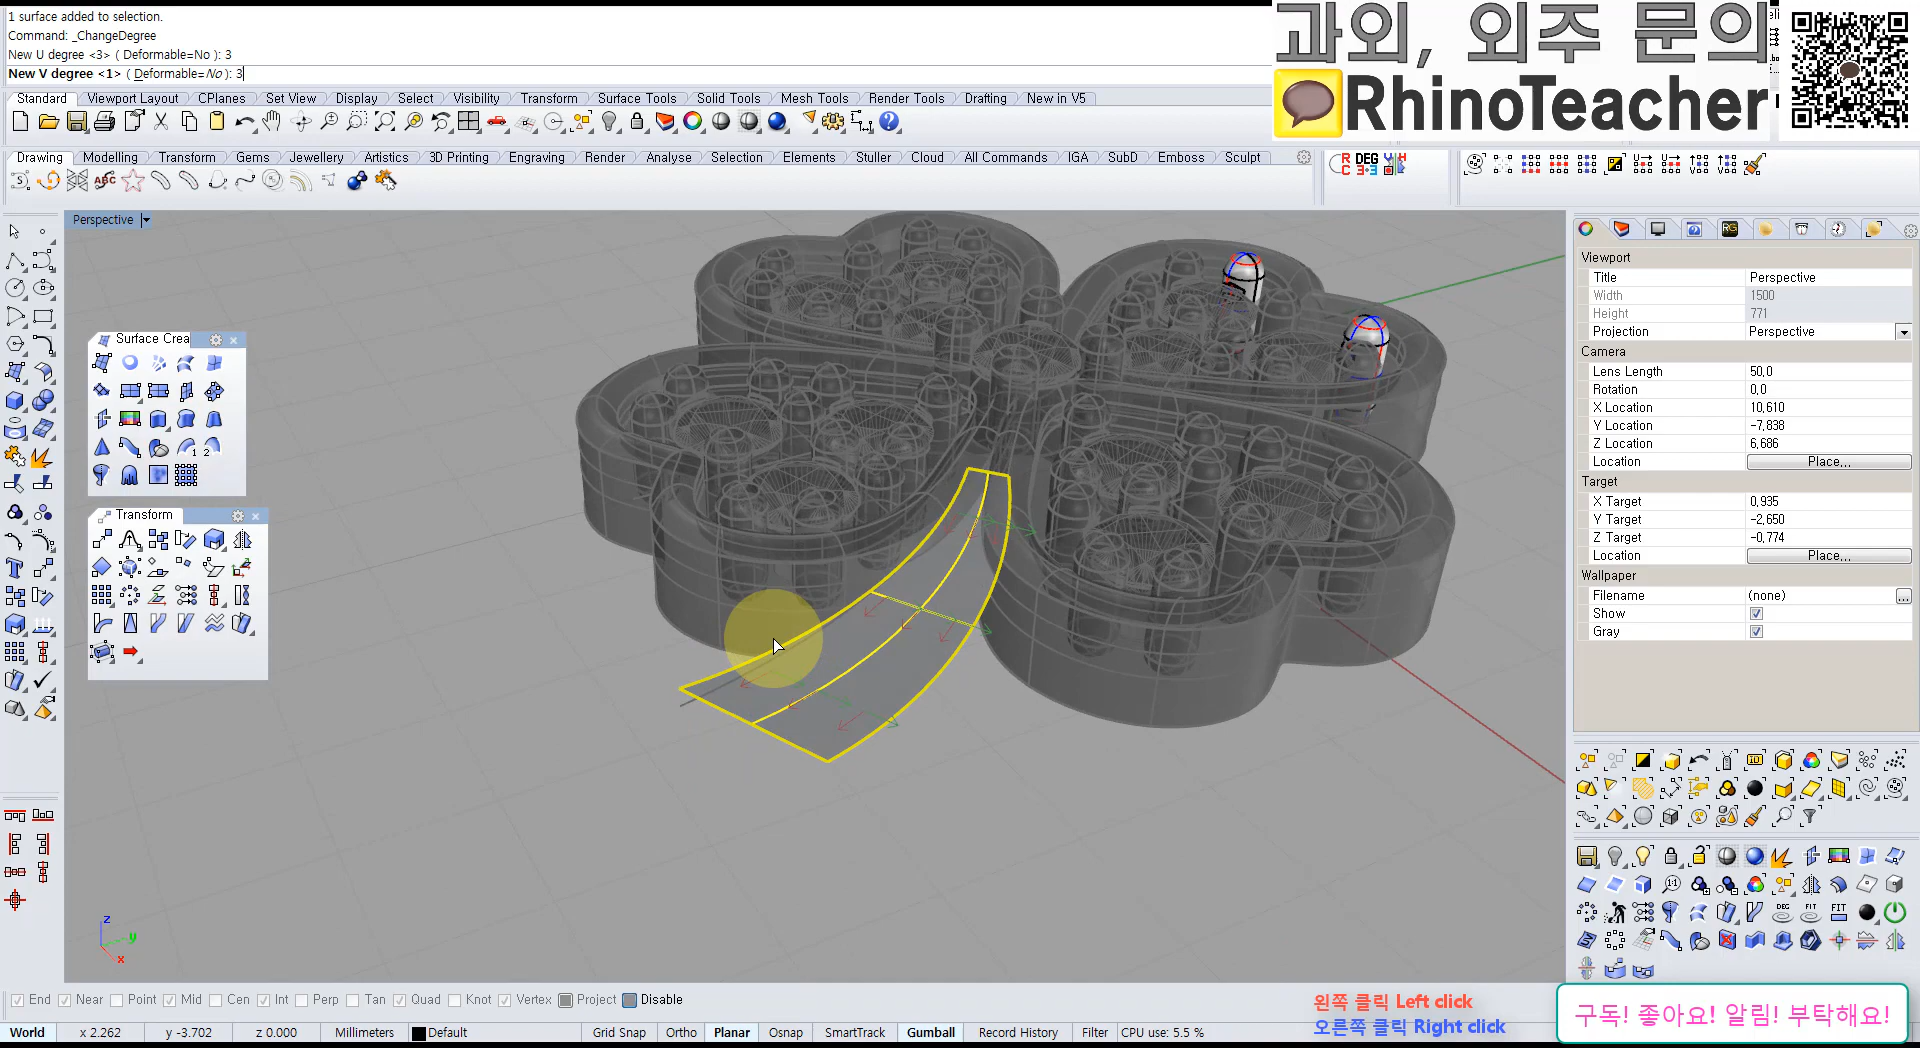 1 surface added to selection.
Command: _ChangeDegree
New U degree <3> ( Deformable=No ): 3
New V degree <1> ( Deformable=No ): 3
과외, 외주 문의
RhinoTeacher
Standard Viewport Layout CPlanes Set View Display Select Visibility Transform Surface Tools Solid Tools Mesh Tools Render Tools Drafting New in V5
Drawing Modelling Transform Gems Jewellery Artistics 3D Printing Engraving Render Analyse Selection Elements Stuller Cloud All Commands IGA SubD Emboss Sculpt
Perspective
Surface Crea
Transform
Viewport
Title Perspective
Width 1500
Height 771
Projection Perspective
Camera
Lens Length 50,0
Rotation 0,0
X Location 10,610
Y Location -7,838
Z Location 6,686
Location Place...
Target
X Target 0,935
Y Target -2,650
Z Target -0,774
Location Place...
Wallpaper
Filename (none) ...
Show
Gray
z
y
x
End Near Point Mid Cen Int Perp Tan Quad Knot Vertex Project Disable
World x 2.262 y -3.702 z 0.000 Millimeters Default Grid Snap Ortho Planar Osnap SmartTrack Gumball Record History Filter CPU use: 5.5 %
왼쪽 클릭 Left click
오른쪽 클릭 Right click
구독! 좋아요! 알림! 부탁해요!